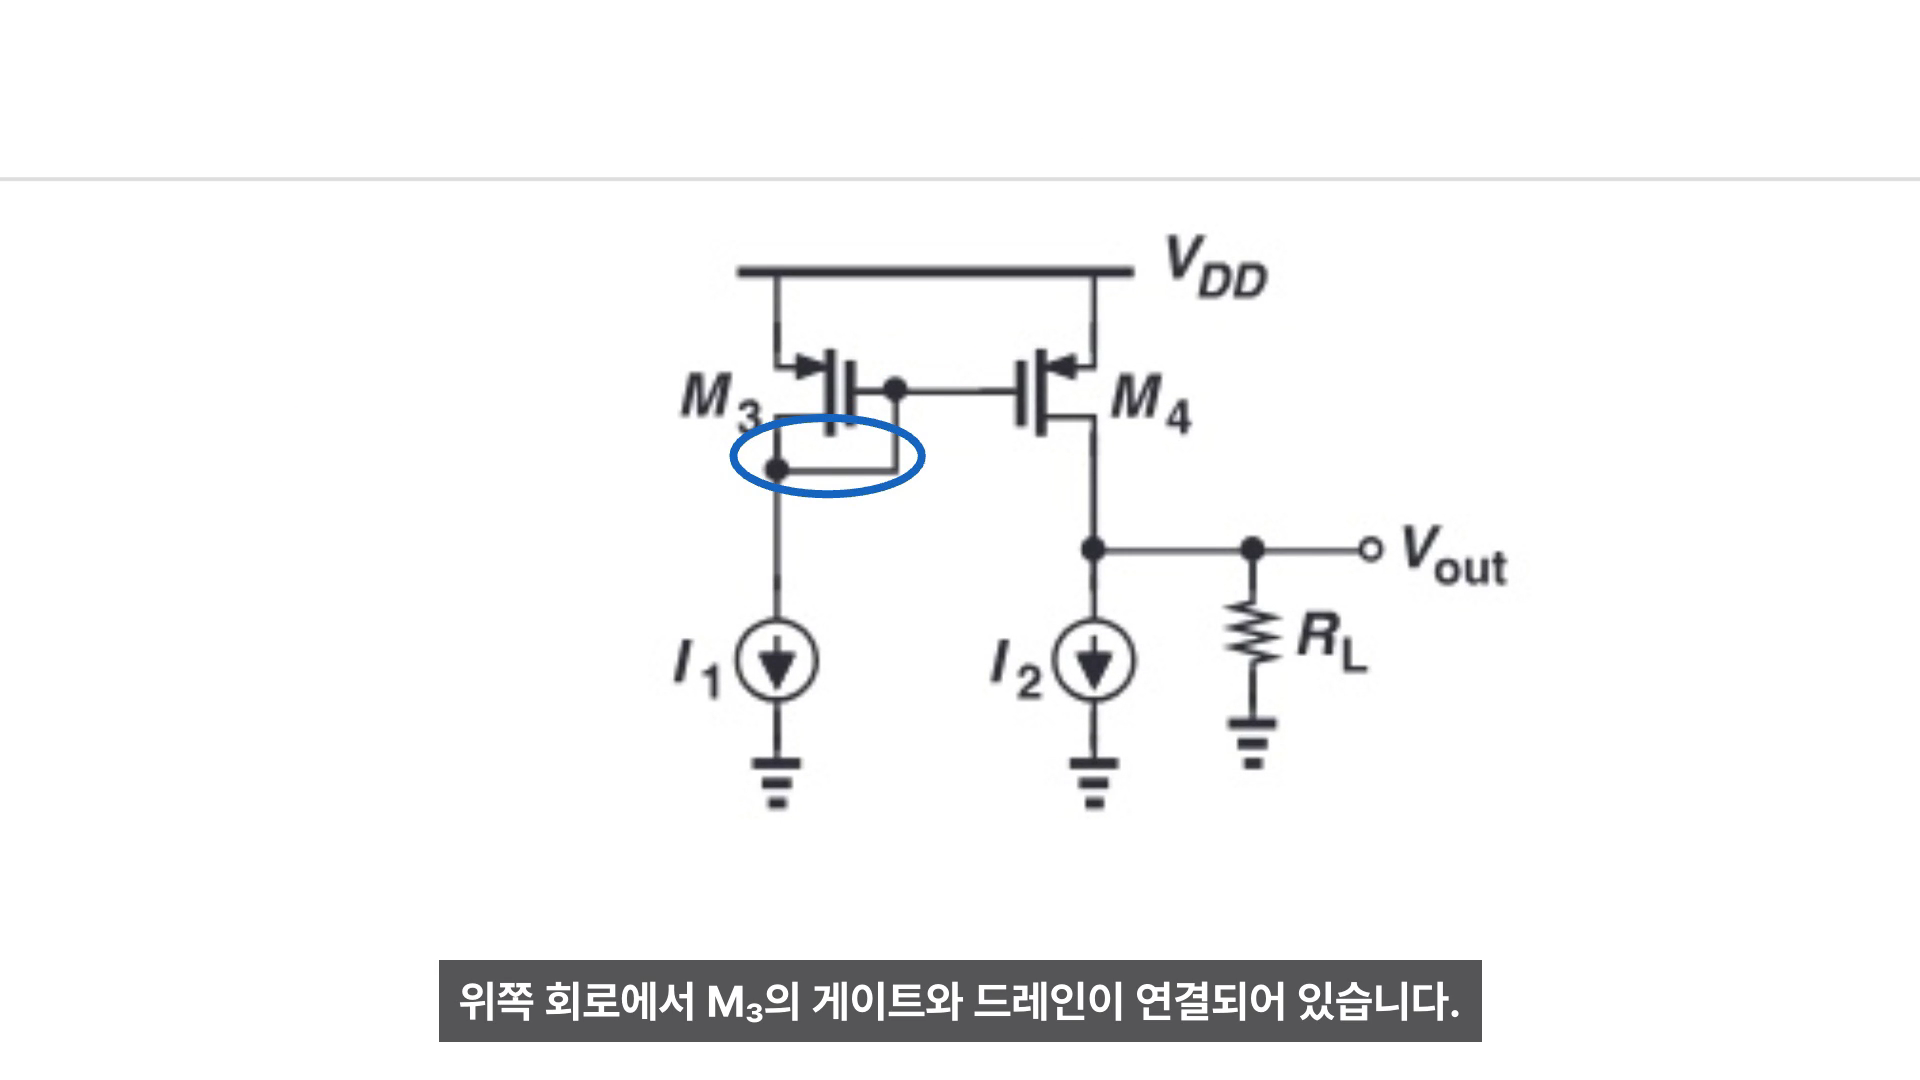 V_DD
M_3
M_4
V_out
I_1
I_2
R_L
위쪽 회로에서 M₃의 게이트와 드레인이 연결되어 있습니다.